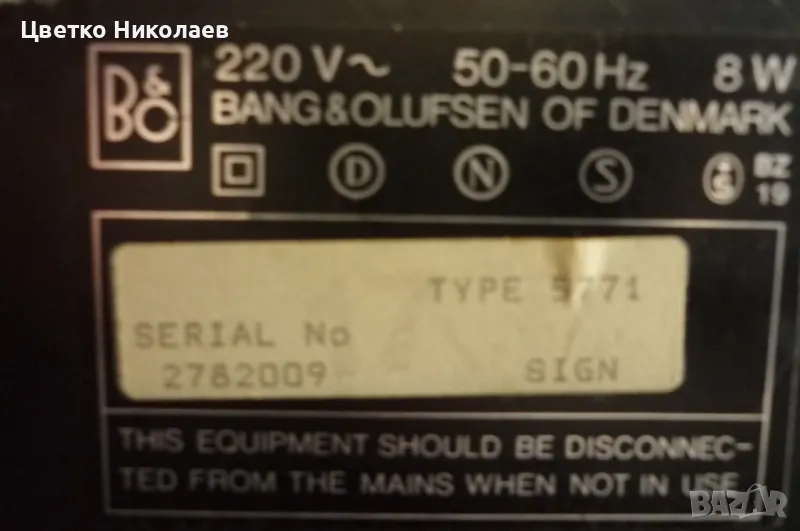 Цветко Николаев
220 V~ 50-60 Hz 8 W
B&O
BANG&OLUFSEN OF DENMARK
D N S S BZ 19
TYPE 5771
SERIAL No
2782009
SIGN
THIS EQUIPMENT SHOULD BE DISCONNEC-
TED FROM THE MAINS WHEN NOT IN USE
BAZAR